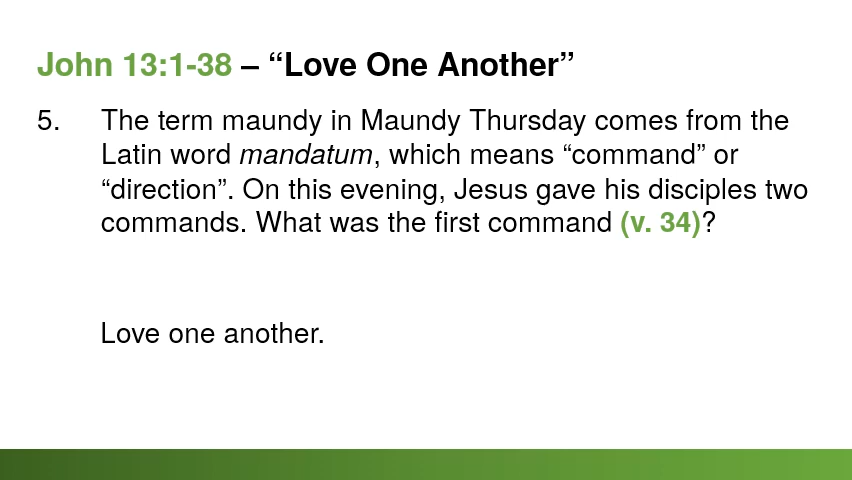 John 13:1-38 – “Love One Another”
5. The term maundy in Maundy Thursday comes from the
Latin word mandatum, which means “command” or
“direction”. On this evening, Jesus gave his disciples two
commands. What was the first command (v. 34)?
Love one another.